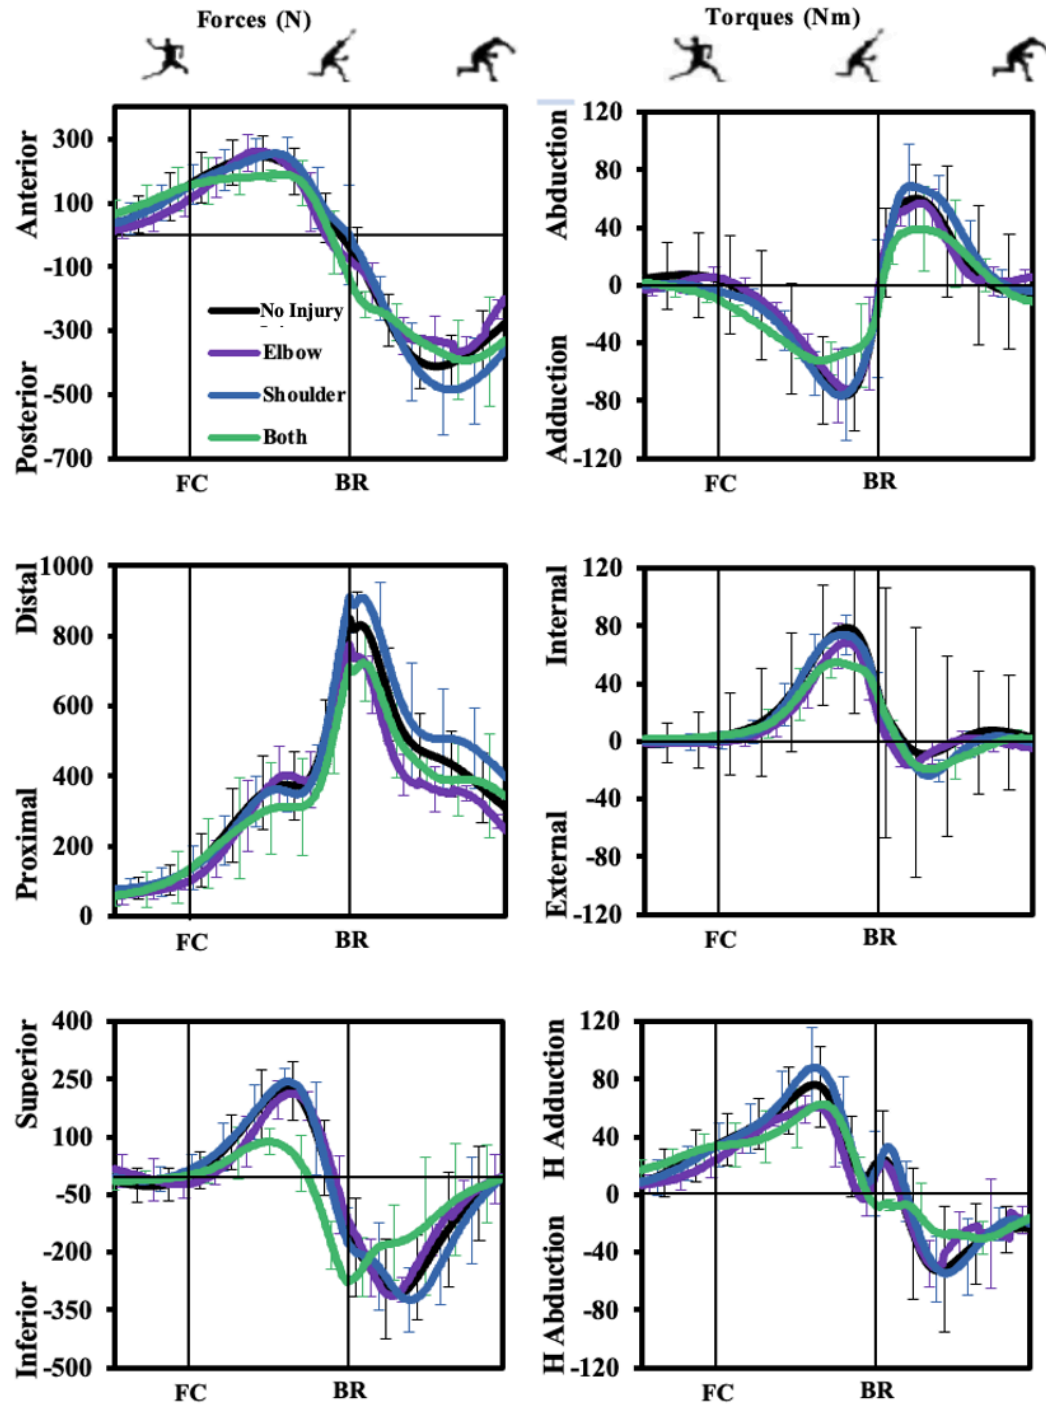 Forces (N)
Torques (Nm)
Anterior
Posterior
300
100
-100
-300
-500
-700
No Injury
Elbow
Shoulder
Both
FC
BR
Abduction
Adduction
120
80
40
0
-40
-80
-120
FC
BR
Distal
Proximal
1000
800
600
400
200
0
FC
BR
Internal
External
120
80
40
0
-40
-80
-120
FC
BR
Superior
Inferior
400
250
100
-50
-200
-350
-500
FC
BR
H Adduction
H Abduction
120
80
40
0
-40
-80
-120
FC
BR